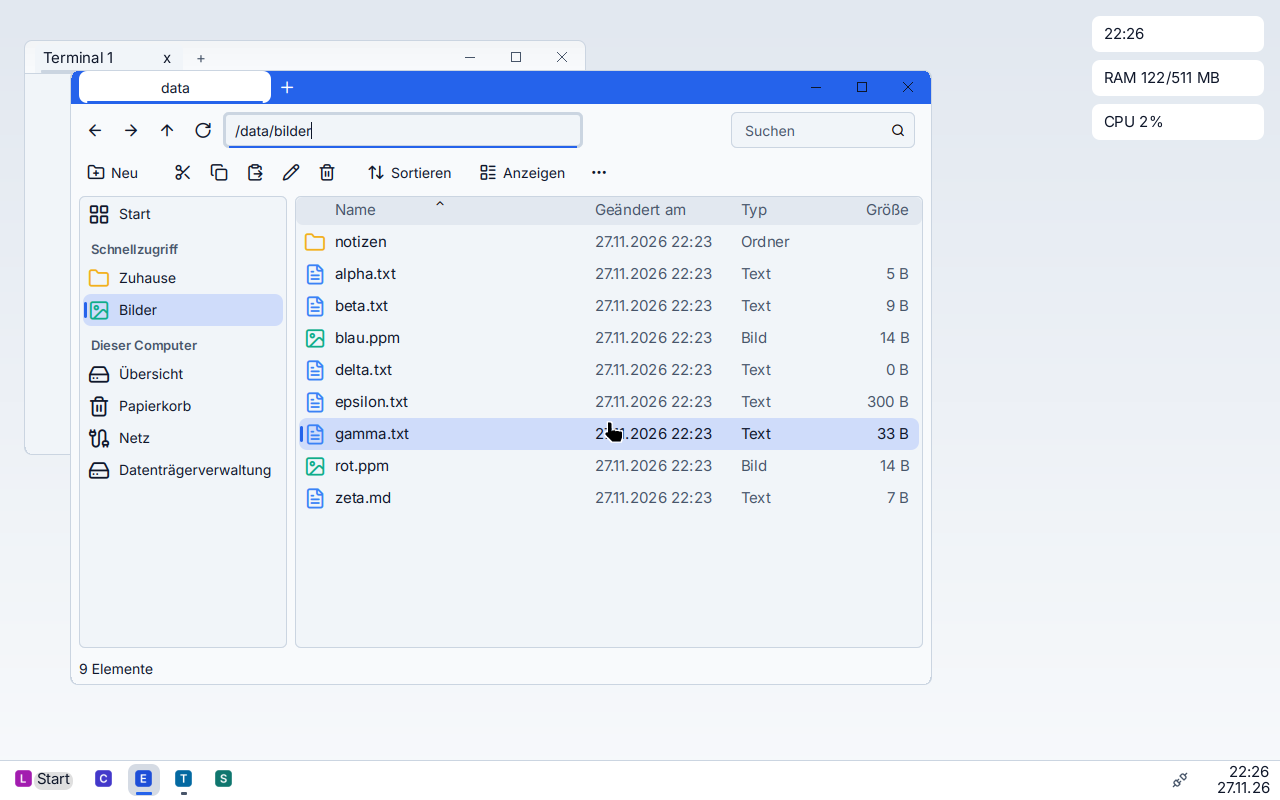 22:26
RAM 122/511 MB
CPU 2%
Terminal 1 x +
data +
/data/bilder
Suchen
Neu Sortieren Anzeigen ...
Start
Schnellzugriff
Zuhause
Bilder
Dieser Computer
Übersicht
Papierkorb
Netz
Datenträgerverwaltung
Name Geändert am Typ Größe
notizen 27.11.2026 22:23 Ordner
alpha.txt 27.11.2026 22:23 Text 5 B
beta.txt 27.11.2026 22:23 Text 9 B
blau.ppm 27.11.2026 22:23 Bild 14 B
delta.txt 27.11.2026 22:23 Text 0 B
epsilon.txt 27.11.2026 22:23 Text 300 B
gamma.txt 27.11.2026 22:23 Text 33 B
rot.ppm 27.11.2026 22:23 Bild 14 B
zeta.md 27.11.2026 22:23 Text 7 B
9 Elemente
L Start C E T S
22:26
27.11.26